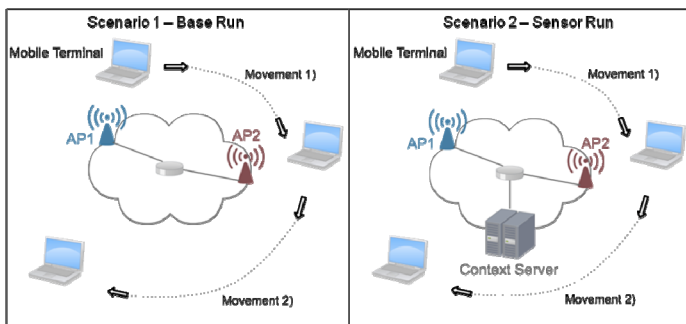 Scenario 1 – Base Run
Mobile Terminal
Movement 1)
AP1
AP2
Movement 2)
Scenario 2 – Sensor Run
Mobile Terminal
Movement 1)
AP1
AP2
Context Server
Movement 2)